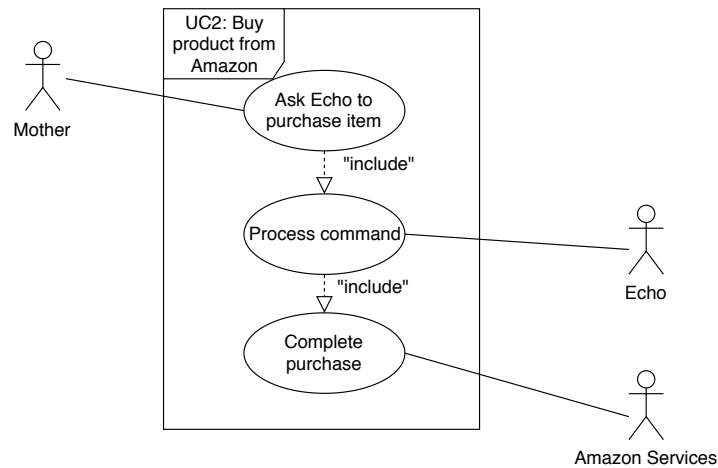 UC2: Buy
product from
Amazon
Mother
Ask Echo to
purchase item
"include"
Process command
Echo
"include"
Complete
purchase
Amazon Services